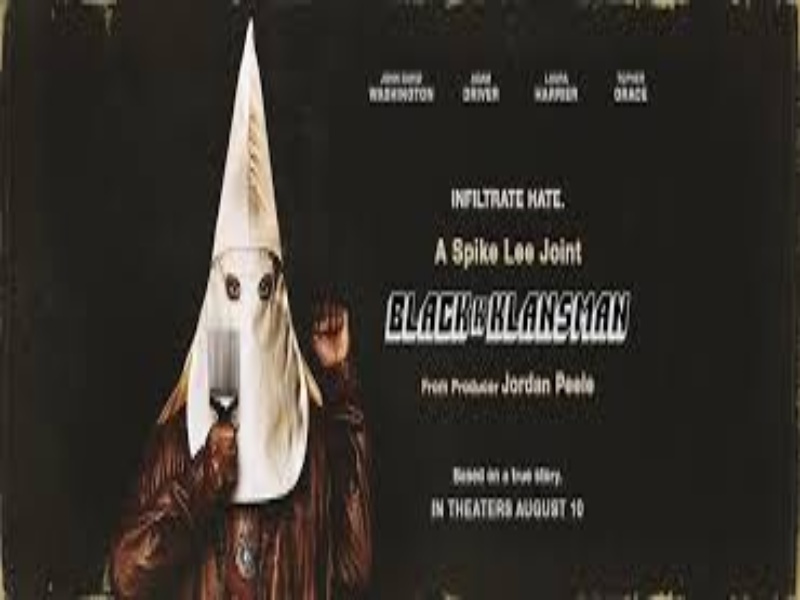 JOHN DAVID ADAM LAURA TOPHER
WASHINGTON DRIVER HARRIER GRACE
INFILTRATE HATE.
A Spike Lee Joint
BLACKkKLANSMAN
From Producer Jordan Peele
Based on a true story.
IN THEATERS AUGUST 10